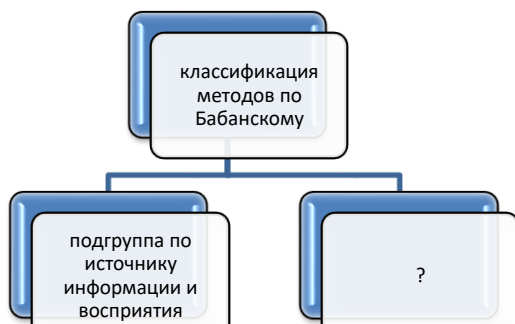 классификация
методов по
Бабанскому
подгруппа по
источнику
информации и
восприятия
?